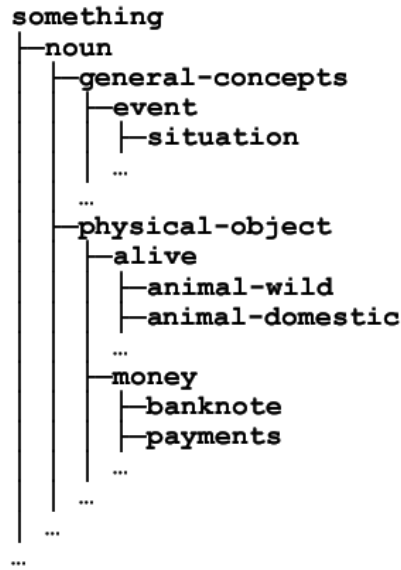 something
noun
general-concepts
event
situation
…
…
physical-object
alive
animal-wild
animal-domestic
…
money
banknote
payments
…
…
…
…